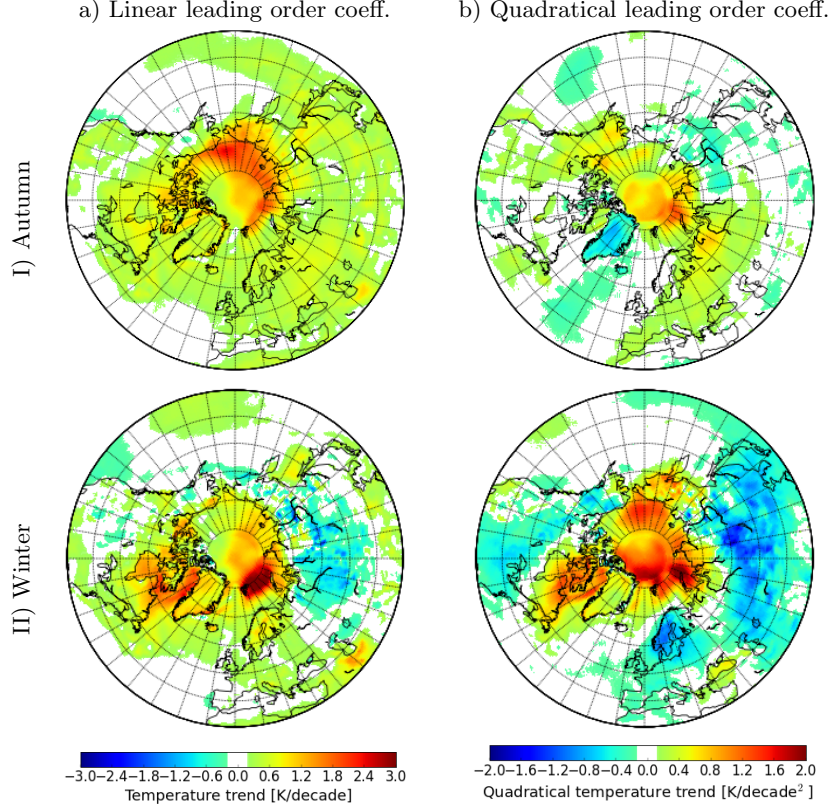 a) Linear leading order coeff.
b) Quadratical leading order coeff.
I) Autumn
II) Winter
−3.0−2.4−1.8−1.2−0.6 0.0 0.6 1.2 1.8 2.4 3.0
Temperature trend [K/decade]
−2.0−1.6−1.2−0.8−0.4 0.0 0.4 0.8 1.2 1.6 2.0
Quadratical temperature trend [K/decade² ]